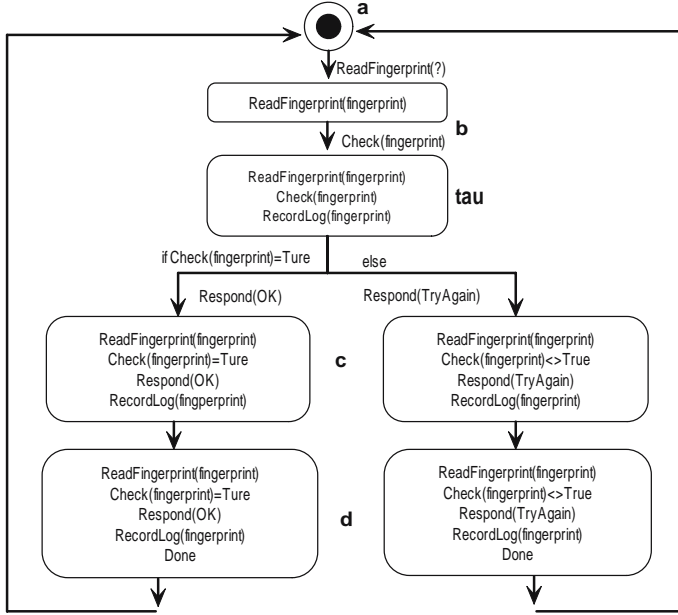 a
ReadFingerprint(?)
ReadFingerprint(fingerprint)
b
Check(fingerprint)
ReadFingerprint(fingerprint)
Check(fingerprint)
RecordLog(fingerprint)
tau
if Check(fingerprint)=Ture
else
Respond(OK)
Respond(TryAgain)
ReadFingerprint(fingerprint)
Check(fingerprint)=Ture
Respond(OK)
RecordLog(fingperprint)
c
ReadFingerprint(fingerprint)
Check(fingerprint)<>True
Respond(TryAgain)
RecordLog(fingerprint)
ReadFingerprint(fingerprint)
Check(fingerprint)=Ture
Respond(OK)
RecordLog(fingerprint)
Done
d
ReadFingerprint(fingerprint)
Check(fingerprint)<>True
Respond(TryAgain)
RecordLog(fingerprint)
Done